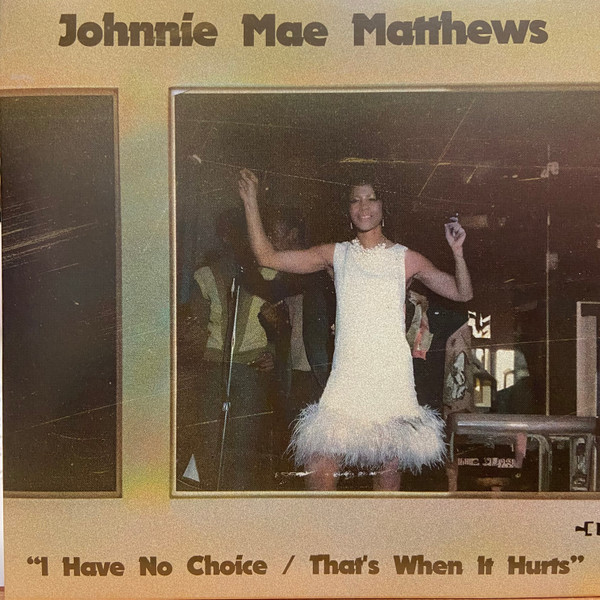 Johnnie Mae Matthews
“I Have No Choice / That's When It Hurts”